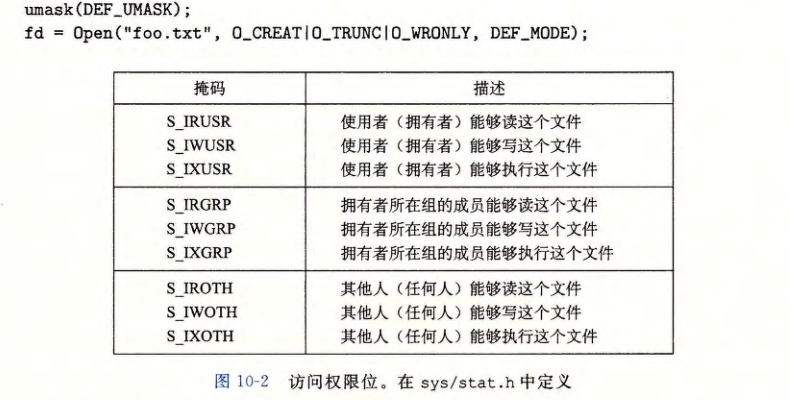 umask(DEF_UMASK);
fd = Open("foo.txt", O_CREAT|O_TRUNC|O_WRONLY, DEF_MODE);
掩码 描述
S_IRUSR 使用者（拥有者）能够读这个文件
S_IWUSR 使用者（拥有者）能够写这个文件
S_IXUSR 使用者（拥有者）能够执行这个文件
S_IRGRP 拥有者所在组的成员能够读这个文件
S_IWGRP 拥有者所在组的成员能够写这个文件
S_IXGRP 拥有者所在组的成员能够执行这个文件
S_IROTH 其他人（任何人）能够读这个文件
S_IWOTH 其他人（任何人）能够写这个文件
S_IXOTH 其他人（任何人）能够执行这个文件
图 10-2 访问权限位。在 sys/stat.h 中定义